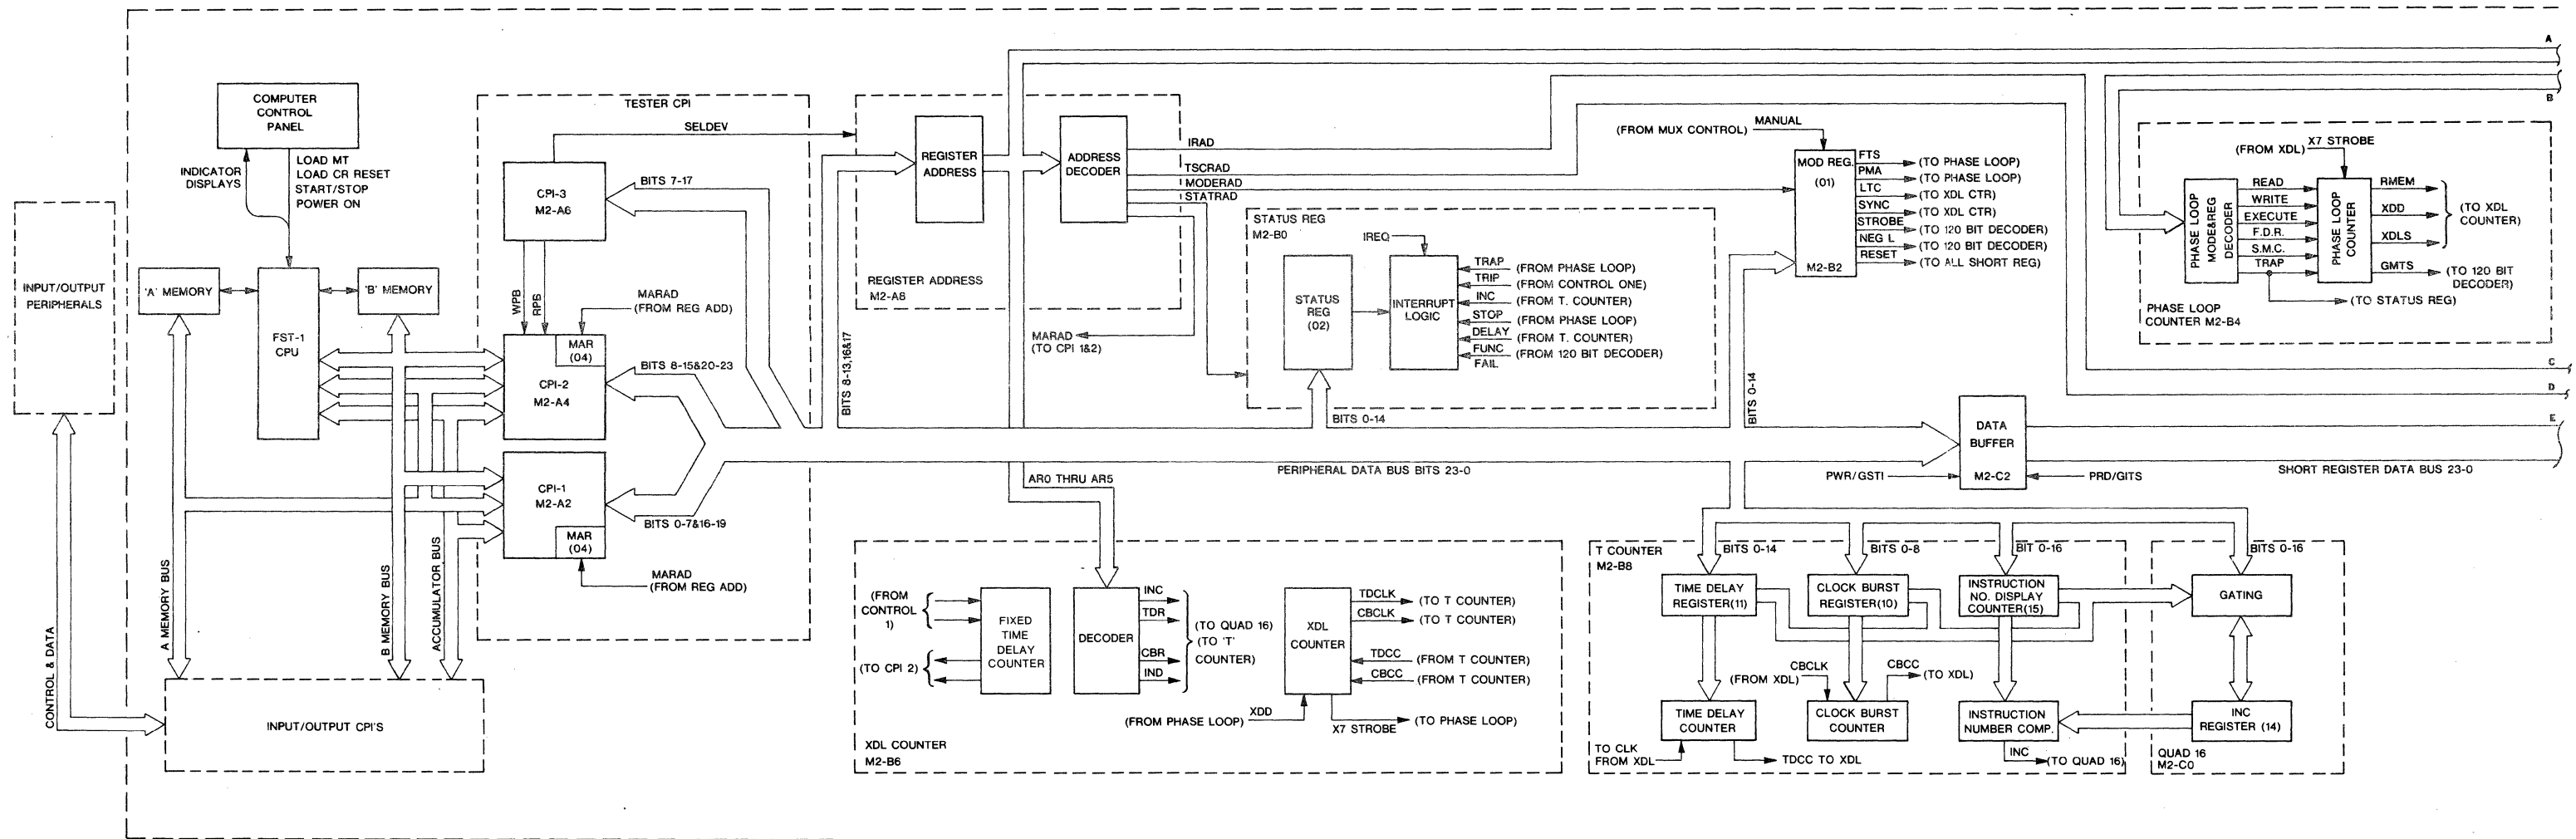 A
B
COMPUTER
CONTROL
PANEL
INDICATOR
DISPLAYS
LOAD MT
LOAD CR RESET
START/STOP
POWER ON
INPUT/OUTPUT
PERIPHERALS
'A' MEMORY
FST-1
CPU
'B' MEMORY
CONTROL & DATA
A MEMORY BUS
B MEMORY BUS
ACCUMULATOR BUS
INPUT/OUTPUT CPI'S
TESTER CPI
SELDEV
CPI-3
M2-A6
BITS 7-17
WPB
RPB
MARAD
(FROM REG ADD)
MAR
(04)
CPI-2
M2-A4
BITS 8-15&20-23
CPI-1
M2-A2
MAR
(04)
BITS 0-7&16-19
MARAD
(FROM REG ADD)
REGISTER
ADDRESS
ADDRESS
DECODER
REGISTER ADDRESS
M2-A8
BITS 8-13,16&17
IRAD
TSCRAD
MODERAD
STATRAD
MARAD
(TO CPI 1&2)
STATUS REG
M2-B0
IREQ
STATUS
REG
(02)
INTERRUPT
LOGIC
TRAP (FROM PHASE LOOP)
TRIP (FROM CONTROL ONE)
INC (FROM T. COUNTER)
STOP (FROM PHASE LOOP)
DELAY (FROM T. COUNTER)
FUNC (FROM 120 BIT DECODER)
FAIL
BITS 0-14
MANUAL
(FROM MUX CONTROL)
MOD REG.
(01)
M2-B2
FTS (TO PHASE LOOP)
PMA (TO PHASE LOOP)
LTC (TO XDL CTR)
SYNC (TO XDL CTR)
STROBE (TO 120 BIT DECODER)
NEG L (TO 120 BIT DECODER)
RESET (TO ALL SHORT REG)
BITS 0-14
X7 STROBE
(FROM XDL)
PHASE LOOP
MODE&REG
DECODER
READ
WRITE
EXECUTE
F.D.R.
S.M.C.
TRAP
PHASE LOOP
COUNTER
RMEM
XDD
XDLS
(TO XDL
COUNTER)
GMTS
(TO 120 BIT
DECODER)
(TO STATUS REG)
PHASE LOOP
COUNTER M2-B4
C
D
E
PERIPHERAL DATA BUS BITS 23-0
DATA
BUFFER
M2-C2
PWR/GSTI
PRD/GITS
SHORT REGISTER DATA BUS 23-0
AR0 THRU AR5
(FROM
CONTROL
1)
(TO CPI 2)
FIXED
TIME
DELAY
COUNTER
DECODER
INC
TDR
CBR
IND
(TO QUAD 16)
(TO 'T'
COUNTER)
XDL
COUNTER
TDCLK (TO T COUNTER)
CBCLK (TO T COUNTER)
TDCC (FROM T COUNTER)
CBCC (FROM T COUNTER)
(FROM PHASE LOOP) XDD
X7 STROBE (TO PHASE LOOP)
XDL COUNTER
M2-B6
T COUNTER
M2-B8
BITS 0-14
BITS 0-8
BIT 0-16
BITS 0-16
TIME DELAY
REGISTER(11)
CLOCK BURST
REGISTER(10)
INSTRUCTION
NO. DISPLAY
COUNTER(15)
GATING
CBCLK
(FROM XDL)
CBCC
(TO XDL)
TIME DELAY
COUNTER
CLOCK BURST
COUNTER
INSTRUCTION
NUMBER COMP.
INC
REGISTER (14)
TO CLK
FROM XDL
TDCC TO XDL
INC
(TO QUAD 16)
QUAD 16
M2-C0